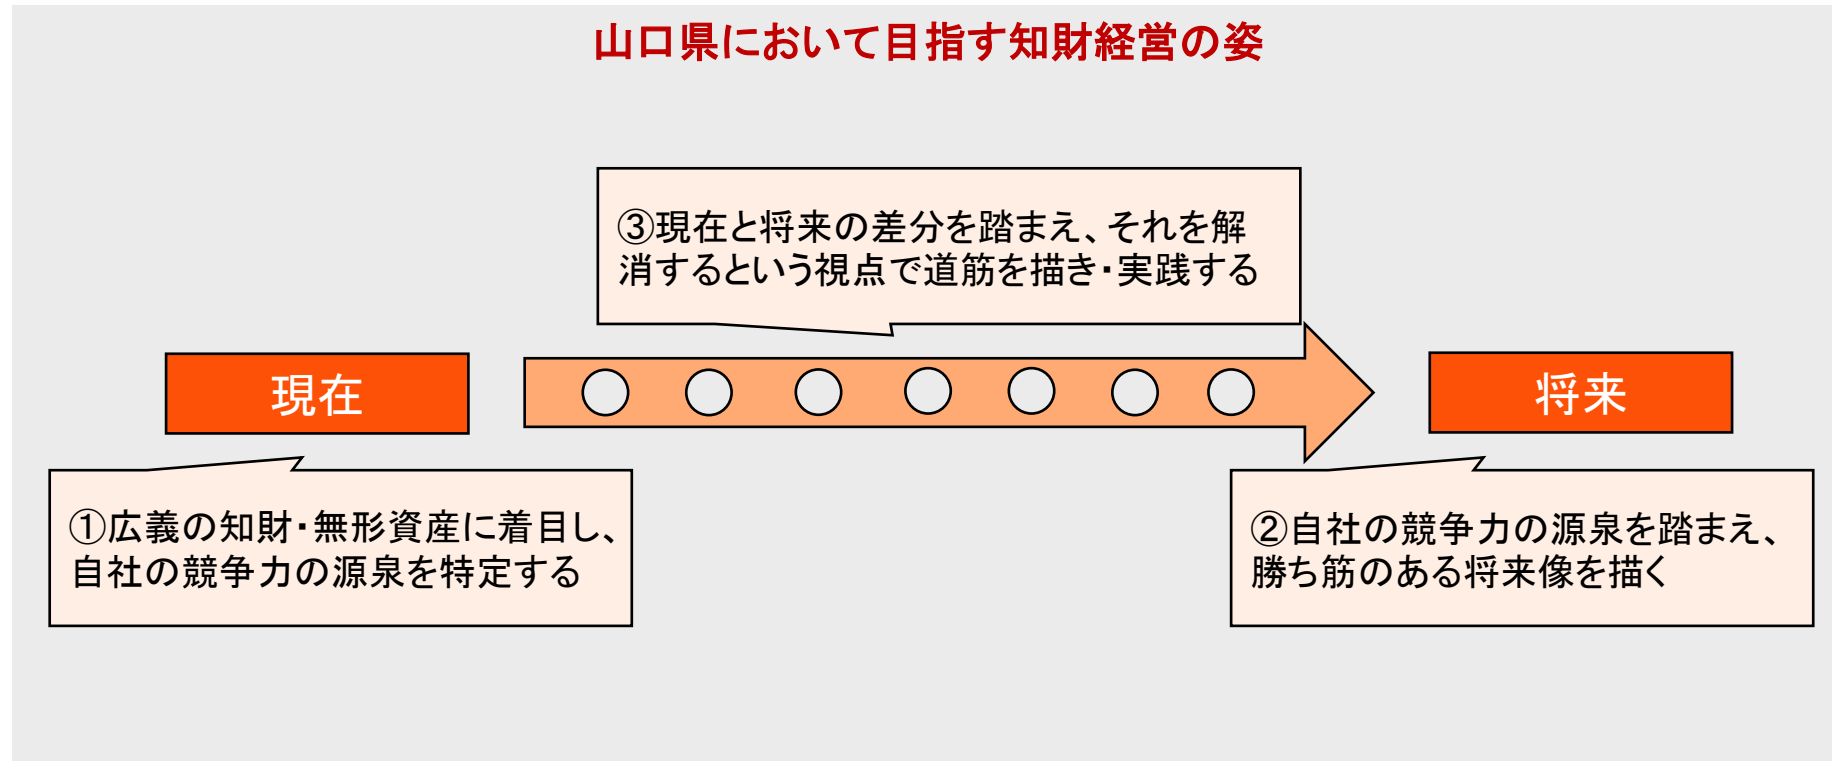 山口県において目指す知財経営の姿
③現在と将来の差分を踏まえ、それを解
消するという視点で道筋を描き・実践する
現在
将来
①広義の知財・無形資産に着目し、
自社の競争力の源泉を特定する
②自社の競争力の源泉を踏まえ、
勝ち筋のある将来像を描く